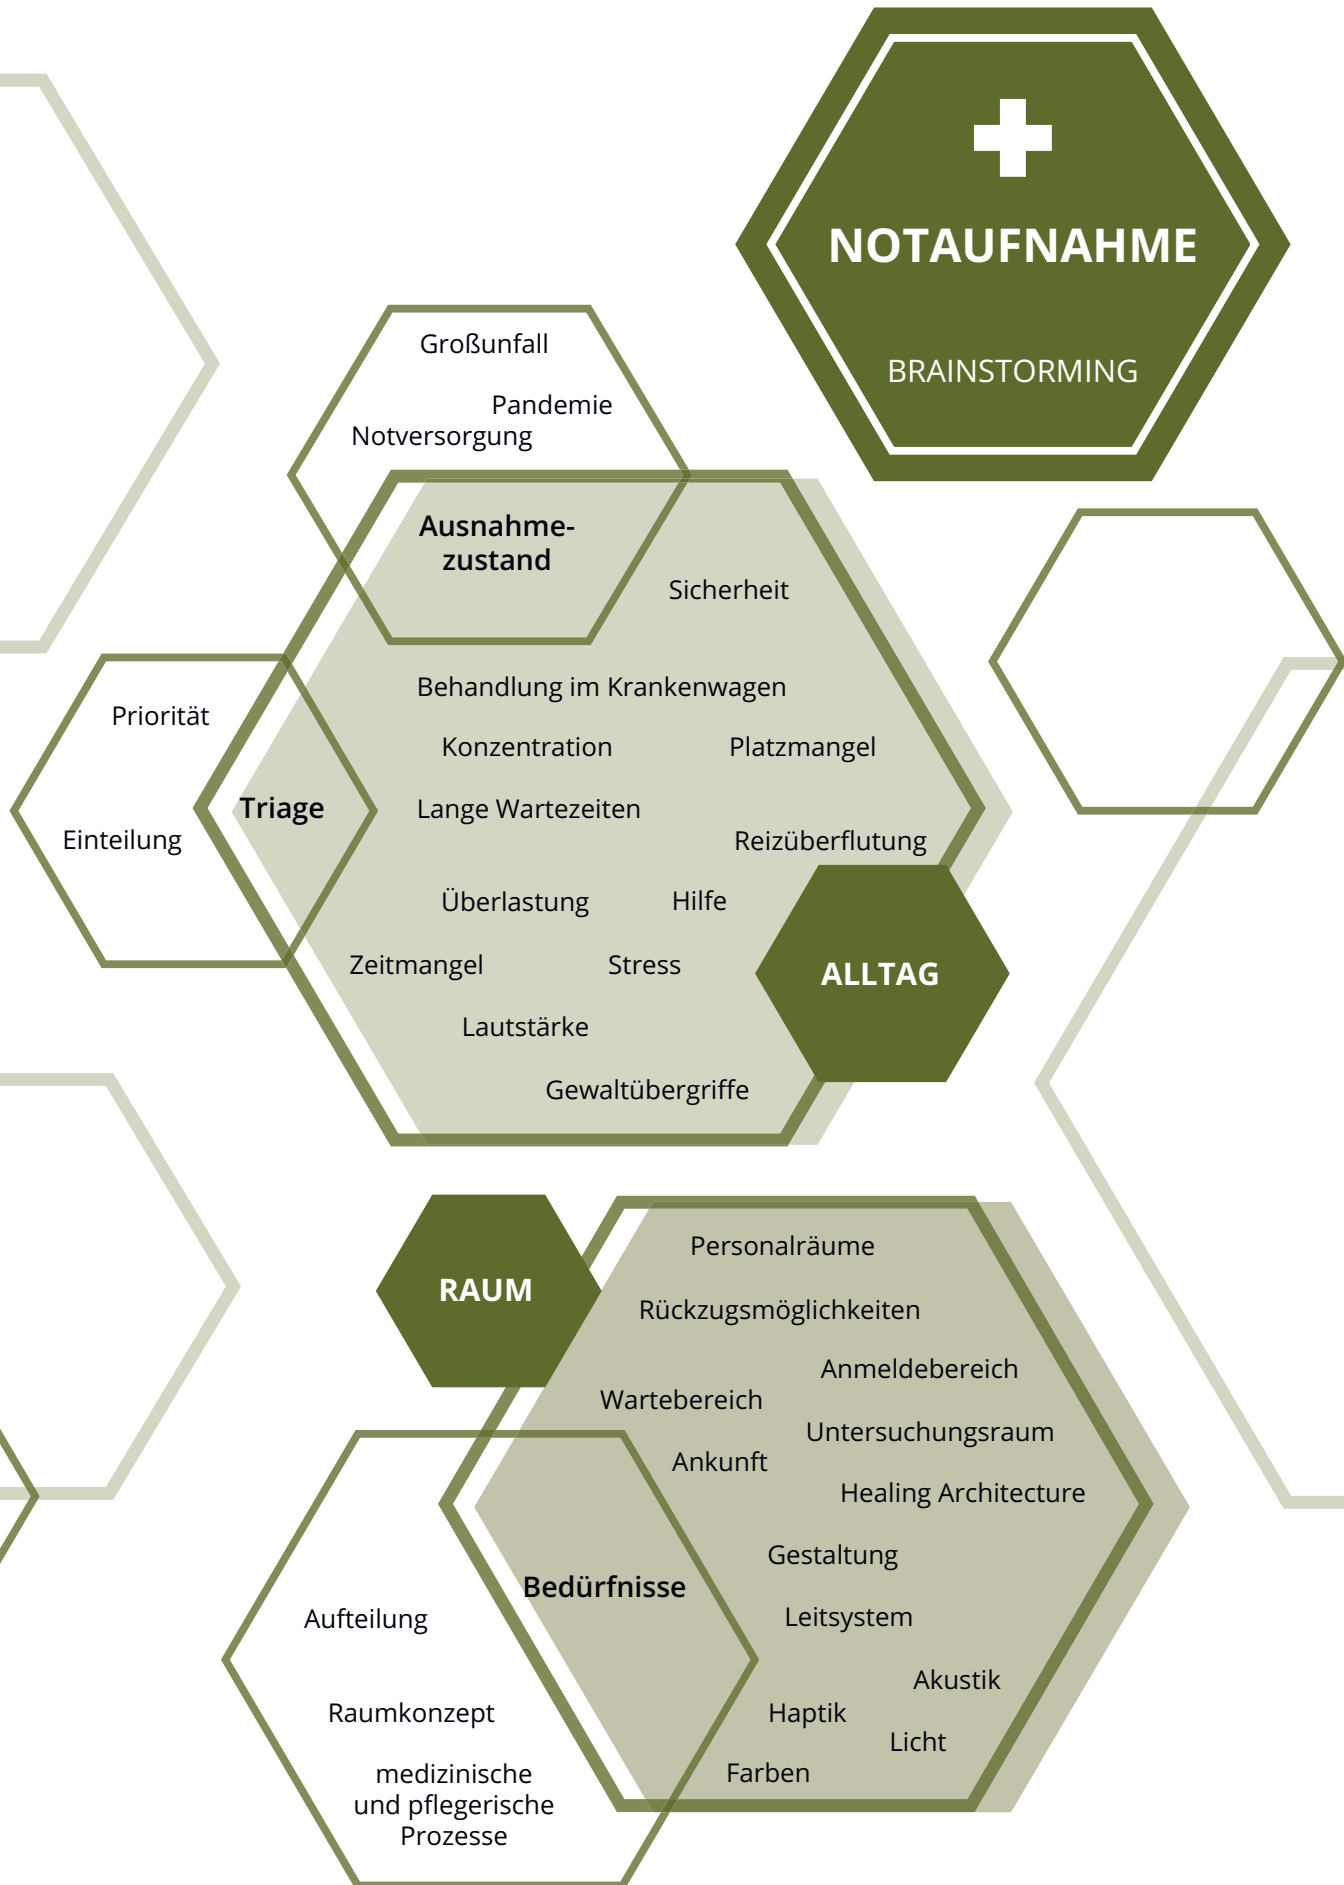 NOTAUFNAHME
BRAINSTORMING
Großunfall
Pandemie
Notversorgung
Ausnahme-
zustand
Sicherheit
Behandlung im Krankenwagen
Priorität
Konzentration
Platzmangel
Triage
Lange Wartezeiten
Einteilung
Reizüberflutung
Überlastung
Hilfe
Zeitmangel
Stress
ALLTAG
Lautstärke
Gewaltübergriffe
RAUM
Personalräume
Rückzugsmöglichkeiten
Anmeldebereich
Wartebereich
Untersuchungsraum
Ankunft
Healing Architecture
Gestaltung
Bedürfnisse
Aufteilung
Leitsystem
Akustik
Raumkonzept
Haptik
Licht
Farben
medizinische
und pflegerische
Prozesse